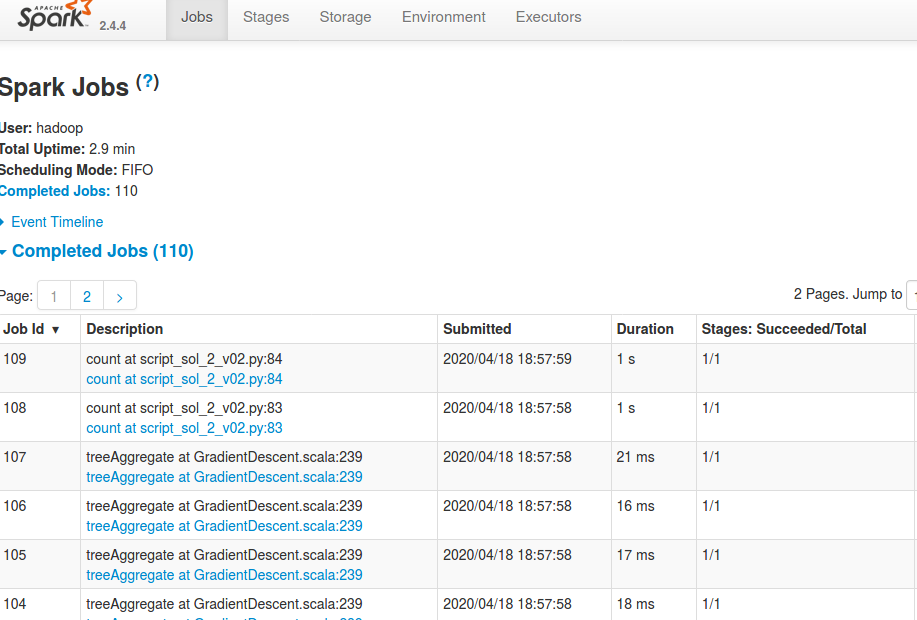 APACHE
Spark 2.4.4 Jobs Stages Storage Environment Executors
Spark Jobs (?)
User: hadoop
Total Uptime: 2.9 min
Scheduling Mode: FIFO
Completed Jobs: 110
Event Timeline
Completed Jobs (110)
Page: 1 2 > 2 Pages. Jump to
Job Id ▼ Description Submitted Duration Stages: Succeeded/Total
109 count at script_sol_2_v02.py:84 2020/04/18 18:57:59 1 s 1/1
count at script_sol_2_v02.py:84
108 count at script_sol_2_v02.py:83 2020/04/18 18:57:58 1 s 1/1
count at script_sol_2_v02.py:83
107 treeAggregate at GradientDescent.scala:239 2020/04/18 18:57:58 21 ms 1/1
treeAggregate at GradientDescent.scala:239
106 treeAggregate at GradientDescent.scala:239 2020/04/18 18:57:58 16 ms 1/1
treeAggregate at GradientDescent.scala:239
105 treeAggregate at GradientDescent.scala:239 2020/04/18 18:57:58 17 ms 1/1
treeAggregate at GradientDescent.scala:239
104 treeAggregate at GradientDescent.scala:239 2020/04/18 18:57:58 18 ms 1/1